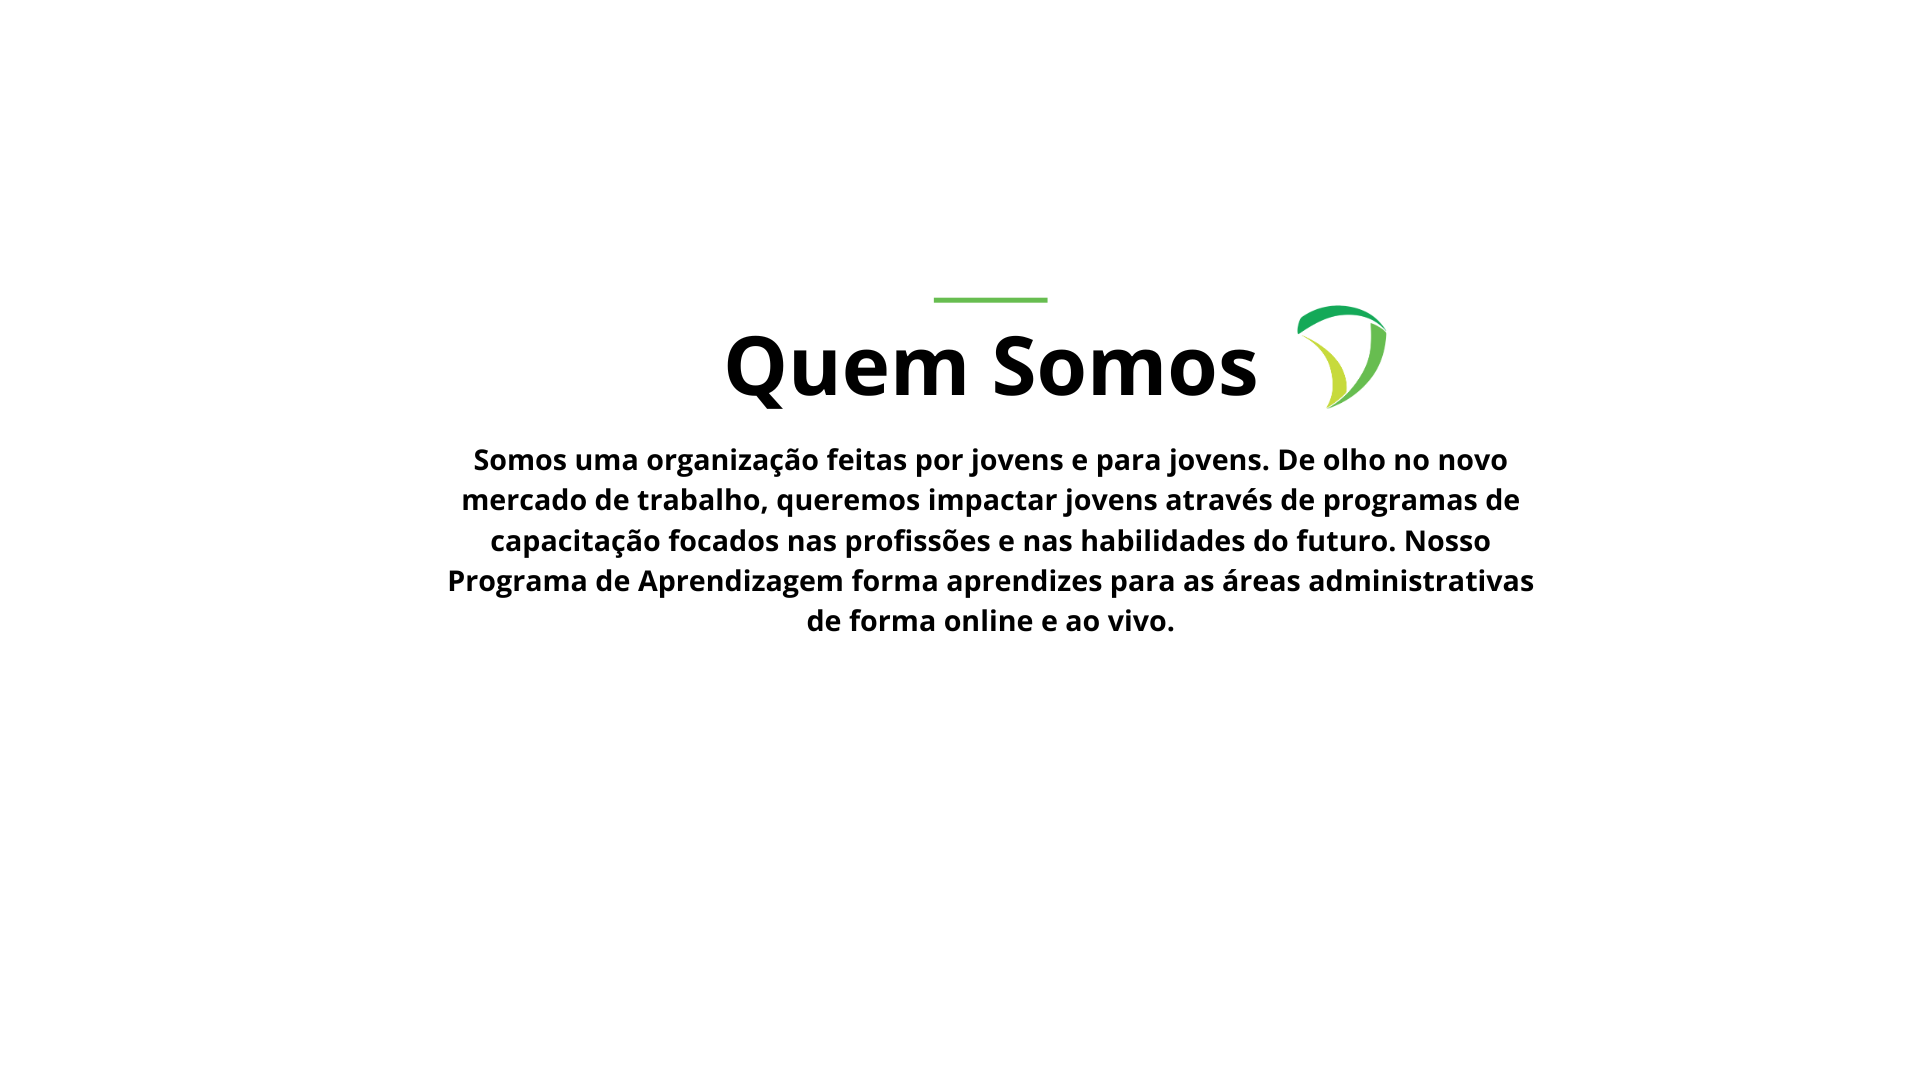 Quem Somos
Somos uma organização feitas por jovens e para jovens. De olho no novo
mercado de trabalho, queremos impactar jovens através de programas de
capacitação focados nas profissões e nas habilidades do futuro. Nosso
Programa de Aprendizagem forma aprendizes para as áreas administrativas
de forma online e ao vivo.